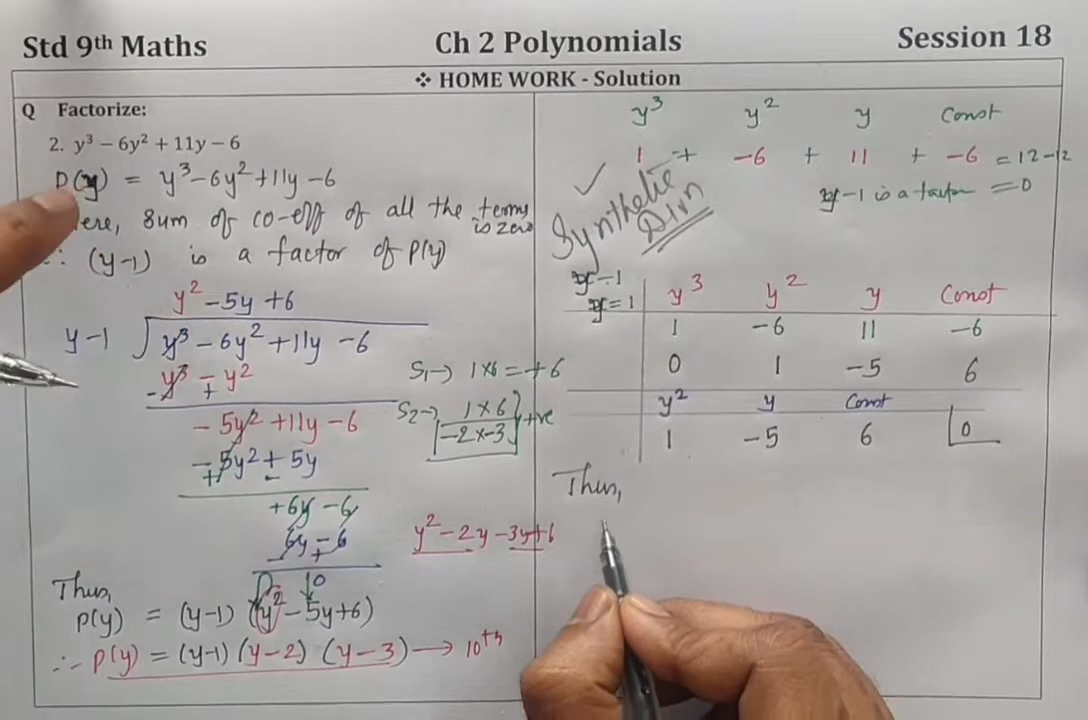 Std 9th Maths Ch 2 Polynomials Session 18
❖ HOME WORK - Solution
Q Factorize:
2. y³ – 6y² + 11y – 6
P(y) = y³ - 6y² + 11y - 6
ere, Sum of co-eff of all the terms
is zero
∴ (y-1) is a factor of P(y)
y² - 5y + 6
y-1 ) y³ - 6y² + 11y - 6
y³ - y²
- +
- 5y² + 11y - 6
- 5y² + 5y
+ -
+6y - 6
6y - 6
- +
0
S₁→ 1×6 = +6
S₂→ 1×6 } +ve
-2×-3
y² - 2y - 3y + 6
Thus,
P(y) = (y-1) (y² - 5y + 6)
∴ P(y) = (y-1) (y-2) (y-3) → 10th
y³ y² y Const
1 + -6 + 11 + -6 = 12-12
= 0
y-1 is a factor
✓ Synthetic
Divn
y-1
y=1
y³ y² y Const
1 -6 11 -6
0 1 -5 6
y² y Const
1 -5 6 0
Thus,